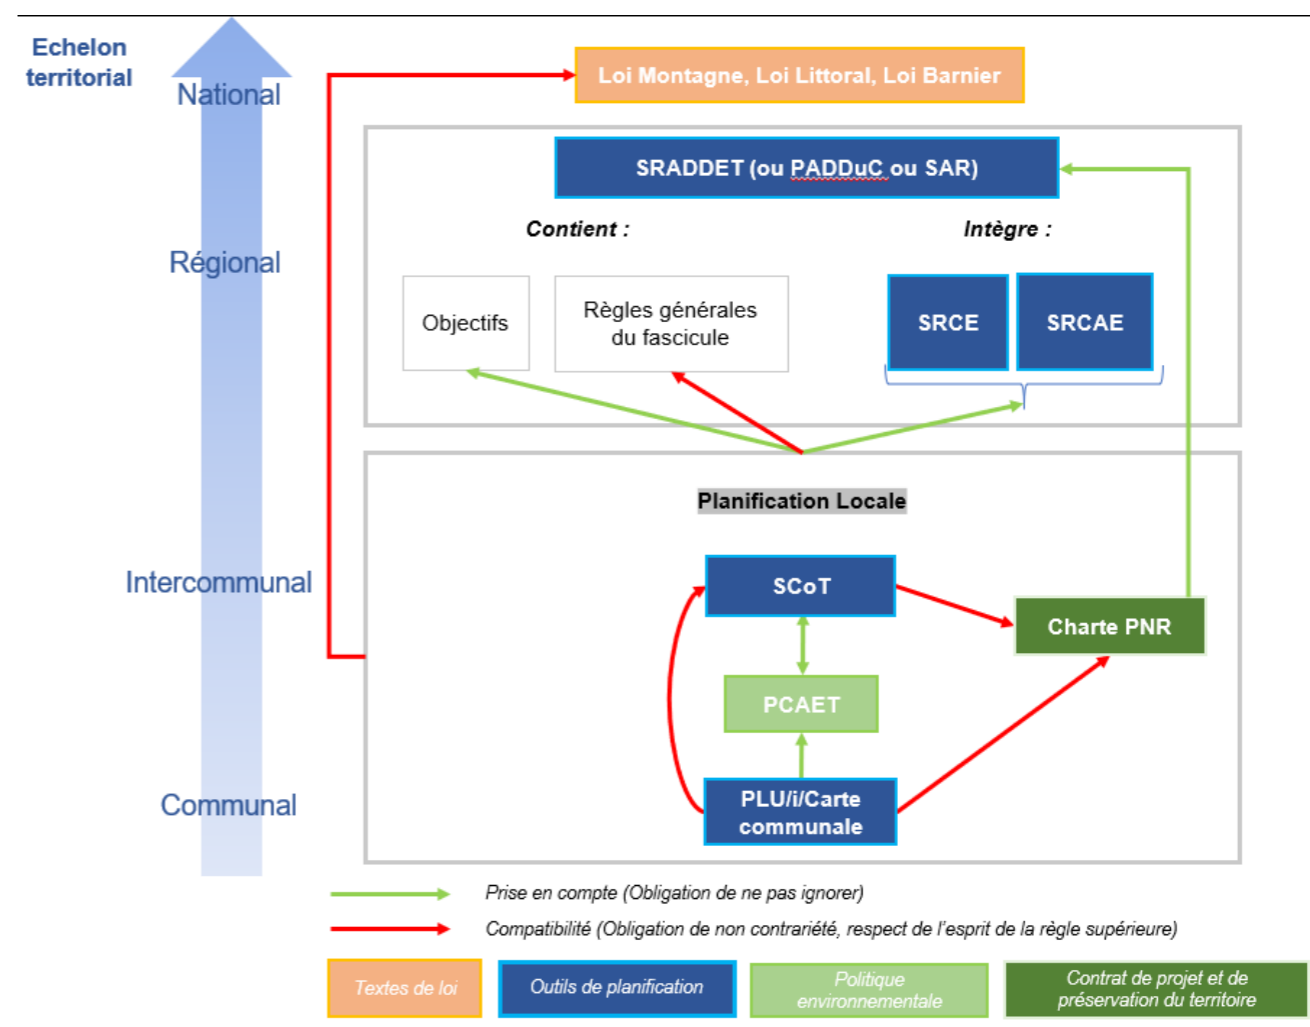 Echelon
territorial
National
Loi Montagne, Loi Littoral, Loi Barnier
SRADDET (ou PADDuC ou SAR)
Contient :
Intègre :
Régional
Objectifs
Règles générales
du fascicule
SRCE
SRCAE
Planification Locale
Intercommunal
SCoT
Charte PNR
PCAET
Communal
PLU/i/Carte
communale
Prise en compte (Obligation de ne pas ignorer)
Compatibilité (Obligation de non contrariété, respect de l'esprit de la règle supérieure)
Textes de loi
Outils de planification
Politique
environnementale
Contrat de projet et de
préservation du territoire